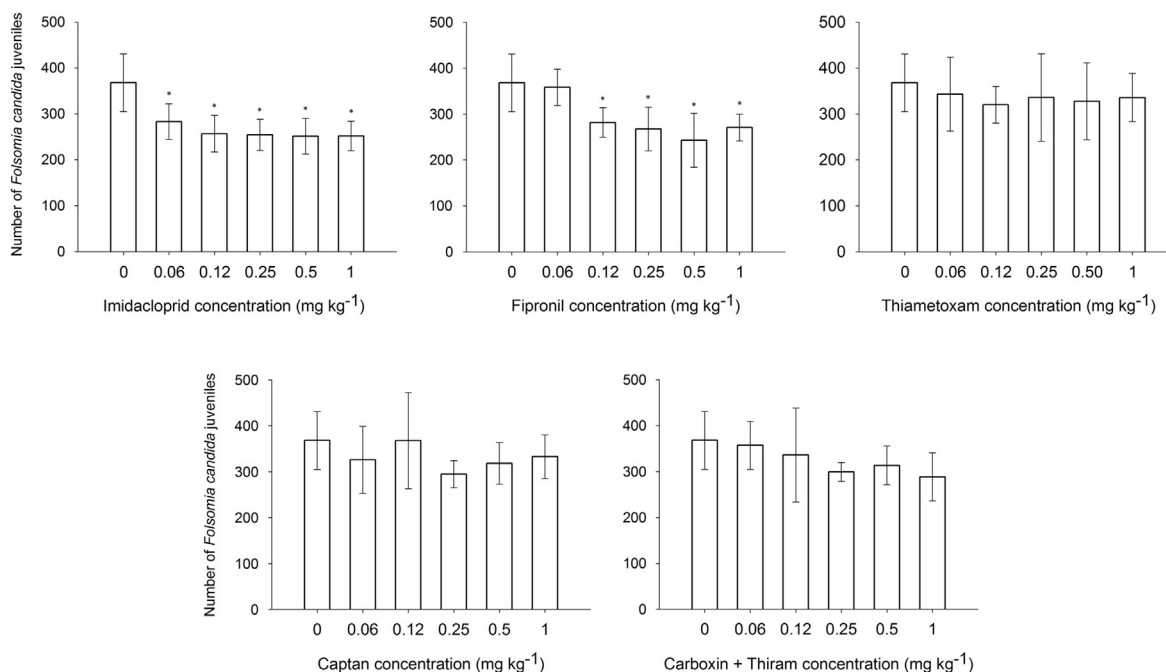 Number of Folsomia candida juveniles
500
400
300
200
100
0
* * * * *
0 0.06 0.12 0.25 0.5 1
Imidacloprid concentration (mg kg-1)
500
400
300
200
100
0
* * * *
0 0.06 0.12 0.25 0.5 1
Fipronil concentration (mg kg-1)
500
400
300
200
100
0
0 0.06 0.12 0.25 0.50 1
Thiametoxam concentration (mg kg-1)
Number of Folsomia candida juveniles
500
400
300
200
100
0
0 0.06 0.12 0.25 0.5 1
Captan concentration (mg kg-1)
500
400
300
200
100
0
0 0.06 0.12 0.25 0.5 1
Carboxin + Thiram concentration (mg kg-1)